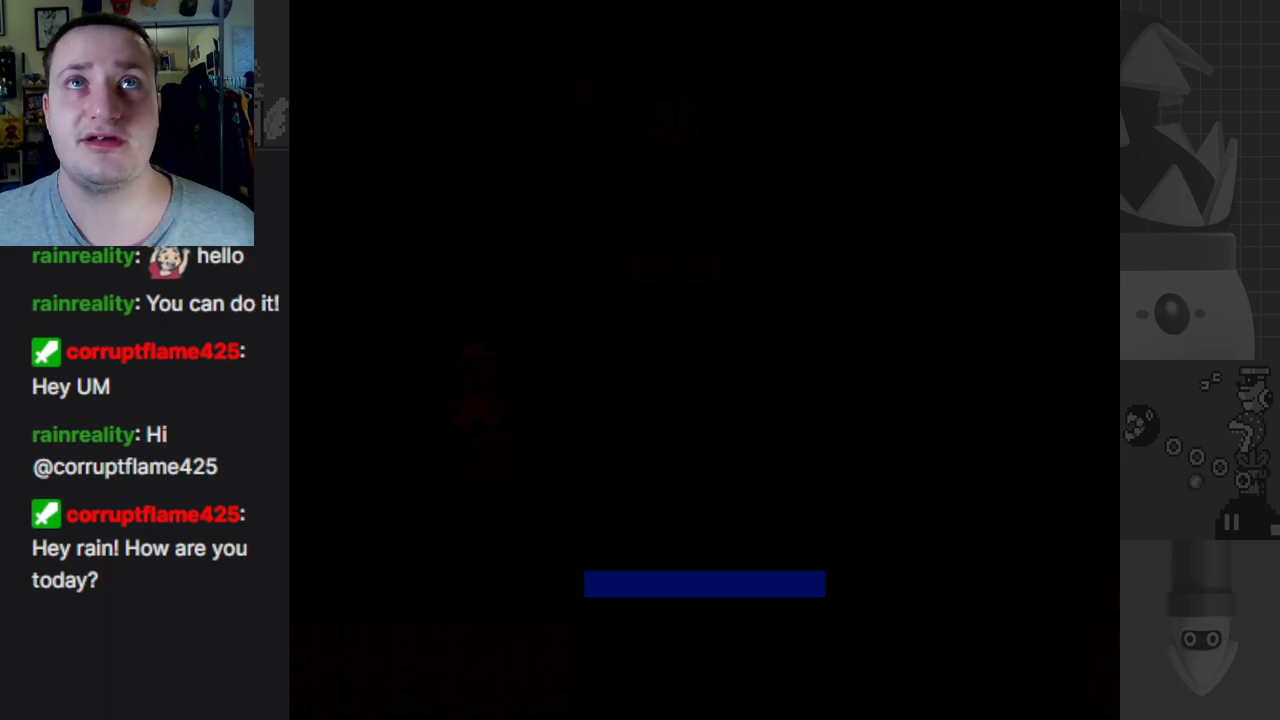 rainreality: hello
rainreality: You can do it!
corruptflame425:
Hey UM
rainreality: Hi
@corruptflame425
corruptflame425:
Hey rain! How are you
today?